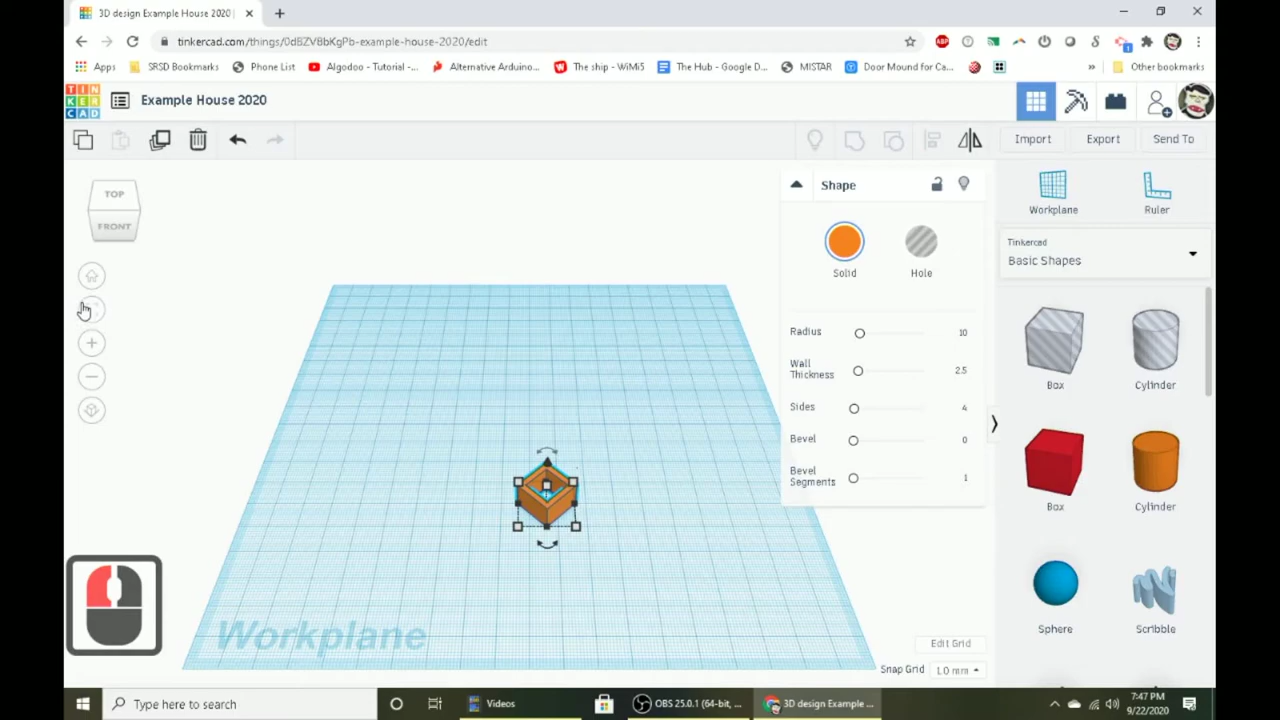 3D design Example House 2020 |
tinkercad.com/things/0dBZV8bKgPb-example-house-2020/edit
ABP
1
Apps
SRSD Bookmarks
Phone List
Algodoo - Tutorial -...
Alternative Arduino...
The ship - WiMi5
The Hub - Google D...
MISTAR
Door Mound for Ca...
»
Other bookmarks
TIN
KER
CAD
Example House 2020
Import
Export
Send To
TOP
FRONT
Shape
Solid
Hole
Radius
10
Wall
Thickness
2.5
Sides
4
Bevel
0
Bevel
Segments
1
Workplane
Ruler
Tinkercad
Basic Shapes
Box
Cylinder
Box
Cylinder
Sphere
Scribble
Workplane
Edit Grid
Snap Grid
1.0 mm
Type here to search
Videos
OBS 25.0.1 (64-bit, ...
3D design Example ...
7:47 PM
9/22/2020